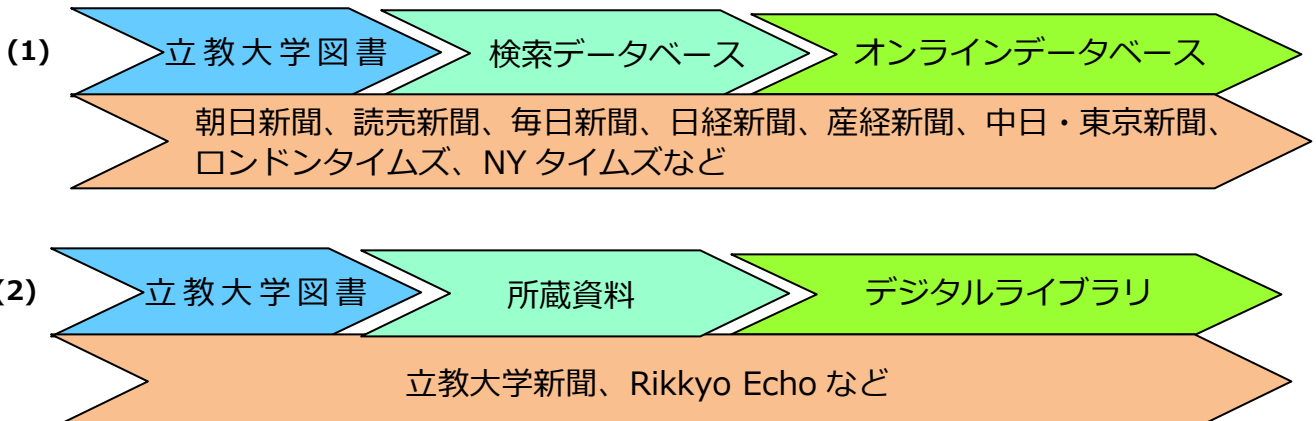 (1)
立教大学図書
検索データベース
オンラインデータベース
朝日新聞、読売新聞、毎日新聞、日経新聞、産経新聞、中日・東京新聞、
ロンドンタイムズ、NY タイムズなど
(2)
立教大学図書
所蔵資料
デジタルライブラリ
立教大学新聞、Rikkyo Echo など